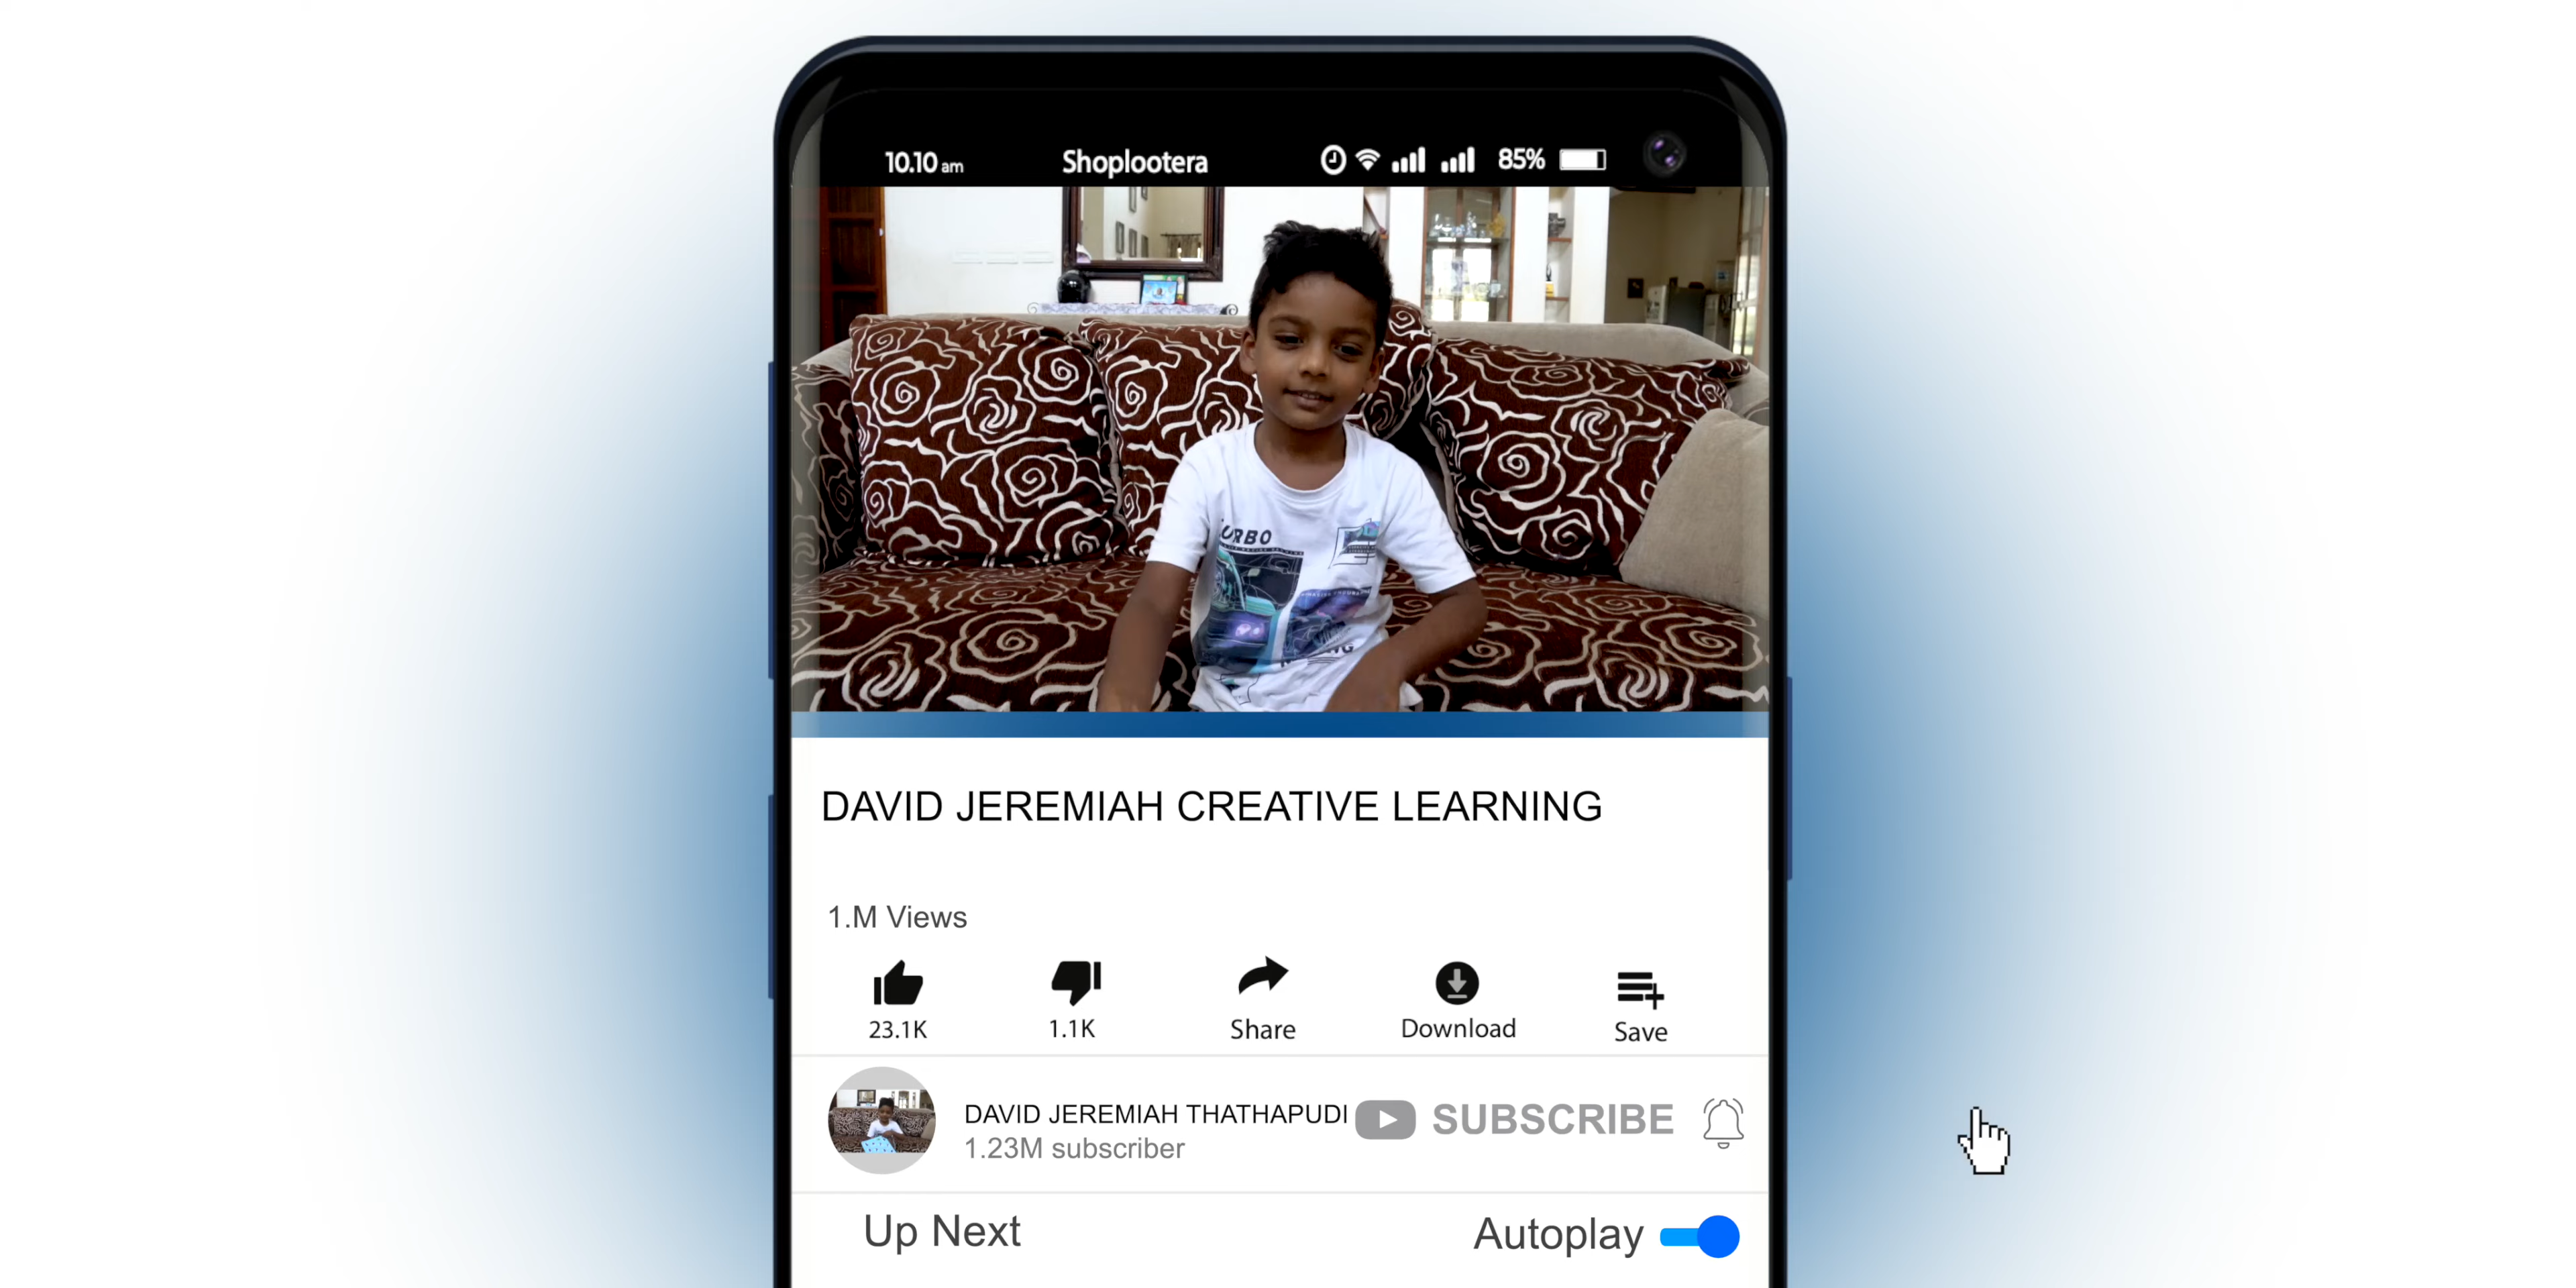 10.10 am Shoplootera 85%
URBO
DAVID JEREMIAH CREATIVE LEARNING
1.M Views
23.1K 1.1K Share Download Save
DAVID JEREMIAH THATHAPUDI SUBSCRIBE
1.23M subscriber
Up Next Autoplay